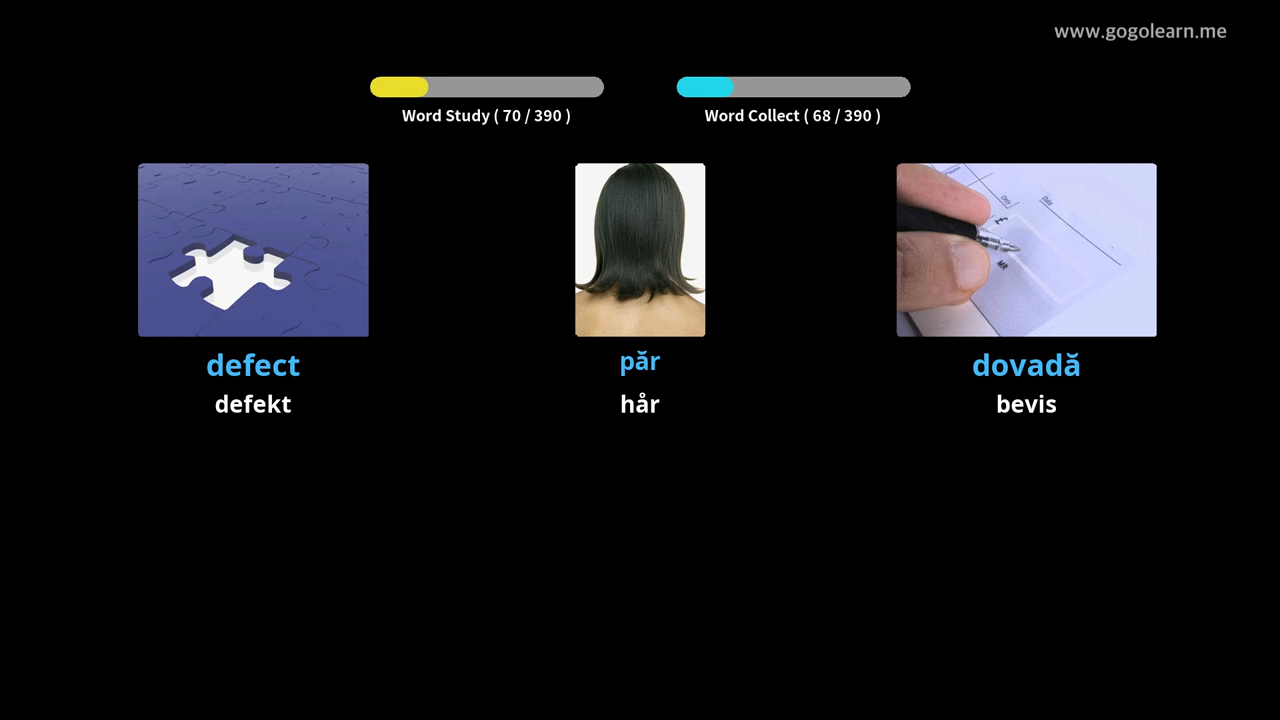 www.gogolearn.me
Word Study ( 70 / 390 )
Word Collect ( 68 / 390 )
defect
defekt
păr
hår
dovadă
bevis